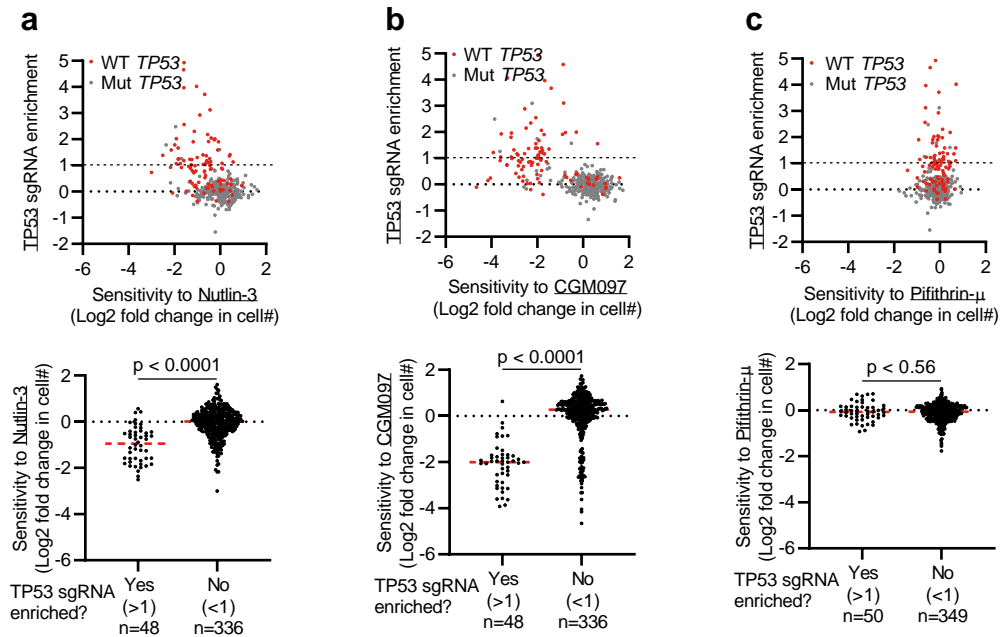 a
WT TP53
Mut TP53
TP53 sgRNA enrichment
5
4
3
2
1
0
-1
-2
-6 -4 -2 0 2
Sensitivity to Nutlin-3
(Log2 fold change in cell#)
b
WT TP53
Mut TP53
TP53 sgRNA enrichment
5
4
3
2
1
0
-1
-2
-6 -4 -2 0 2
Sensitivity to CGM097
(Log2 fold change in cell#)
c
WT TP53
Mut TP53
TP53 sgRNA enrichment
5
4
3
2
1
0
-1
-2
-6 -4 -2 0 2
Sensitivity to Pifithrin-μ
(Log2 fold change in cell#)
p < 0.0001
Sensitivity to Nutlin-3
(Log2 fold change in cell#)
2
0
-2
-4
-6
TP53 sgRNA
enriched?
Yes
(>1)
n=48
No
(<1)
n=336
p < 0.0001
Sensitivity to CGM097
(Log2 fold change in cell#)
2
0
-2
-4
-6
TP53 sgRNA
enriched?
Yes
(>1)
n=48
No
(<1)
n=336
p < 0.56
Sensitivity to Pifithrin-μ
(Log2 fold change in cell#)
2
0
-2
-4
-6
TP53 sgRNA
enriched?
Yes
(>1)
n=50
No
(<1)
n=349